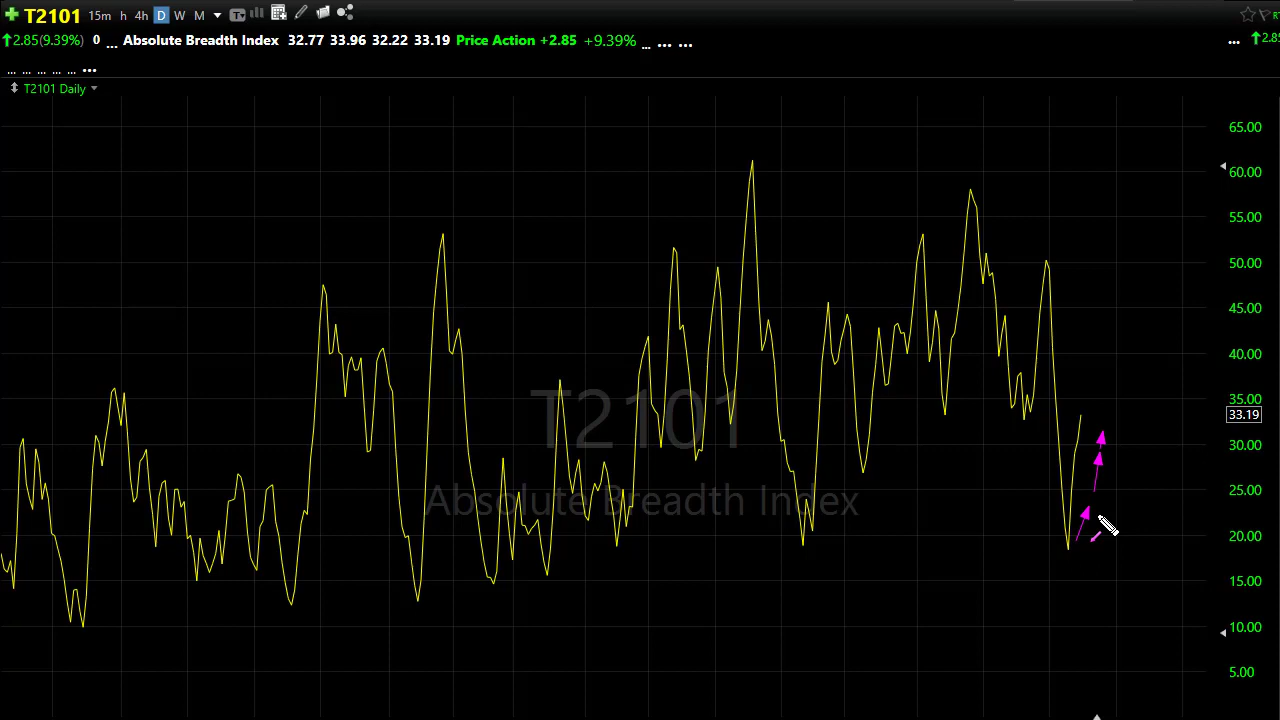 T2101 15m h 4h D W M
2.85(9.39%) 0 ... Absolute Breadth Index 32.77 33.96 32.22 33.19 Price Action +2.85 +9.39% ... ... ... ... 2.85
... ... ... ... ... ...
T2101 Daily
65.00
60.00
55.00
50.00
45.00
40.00
35.00
33.19
30.00
25.00
20.00
15.00
10.00
5.00
T2101
Absolute Breadth Index